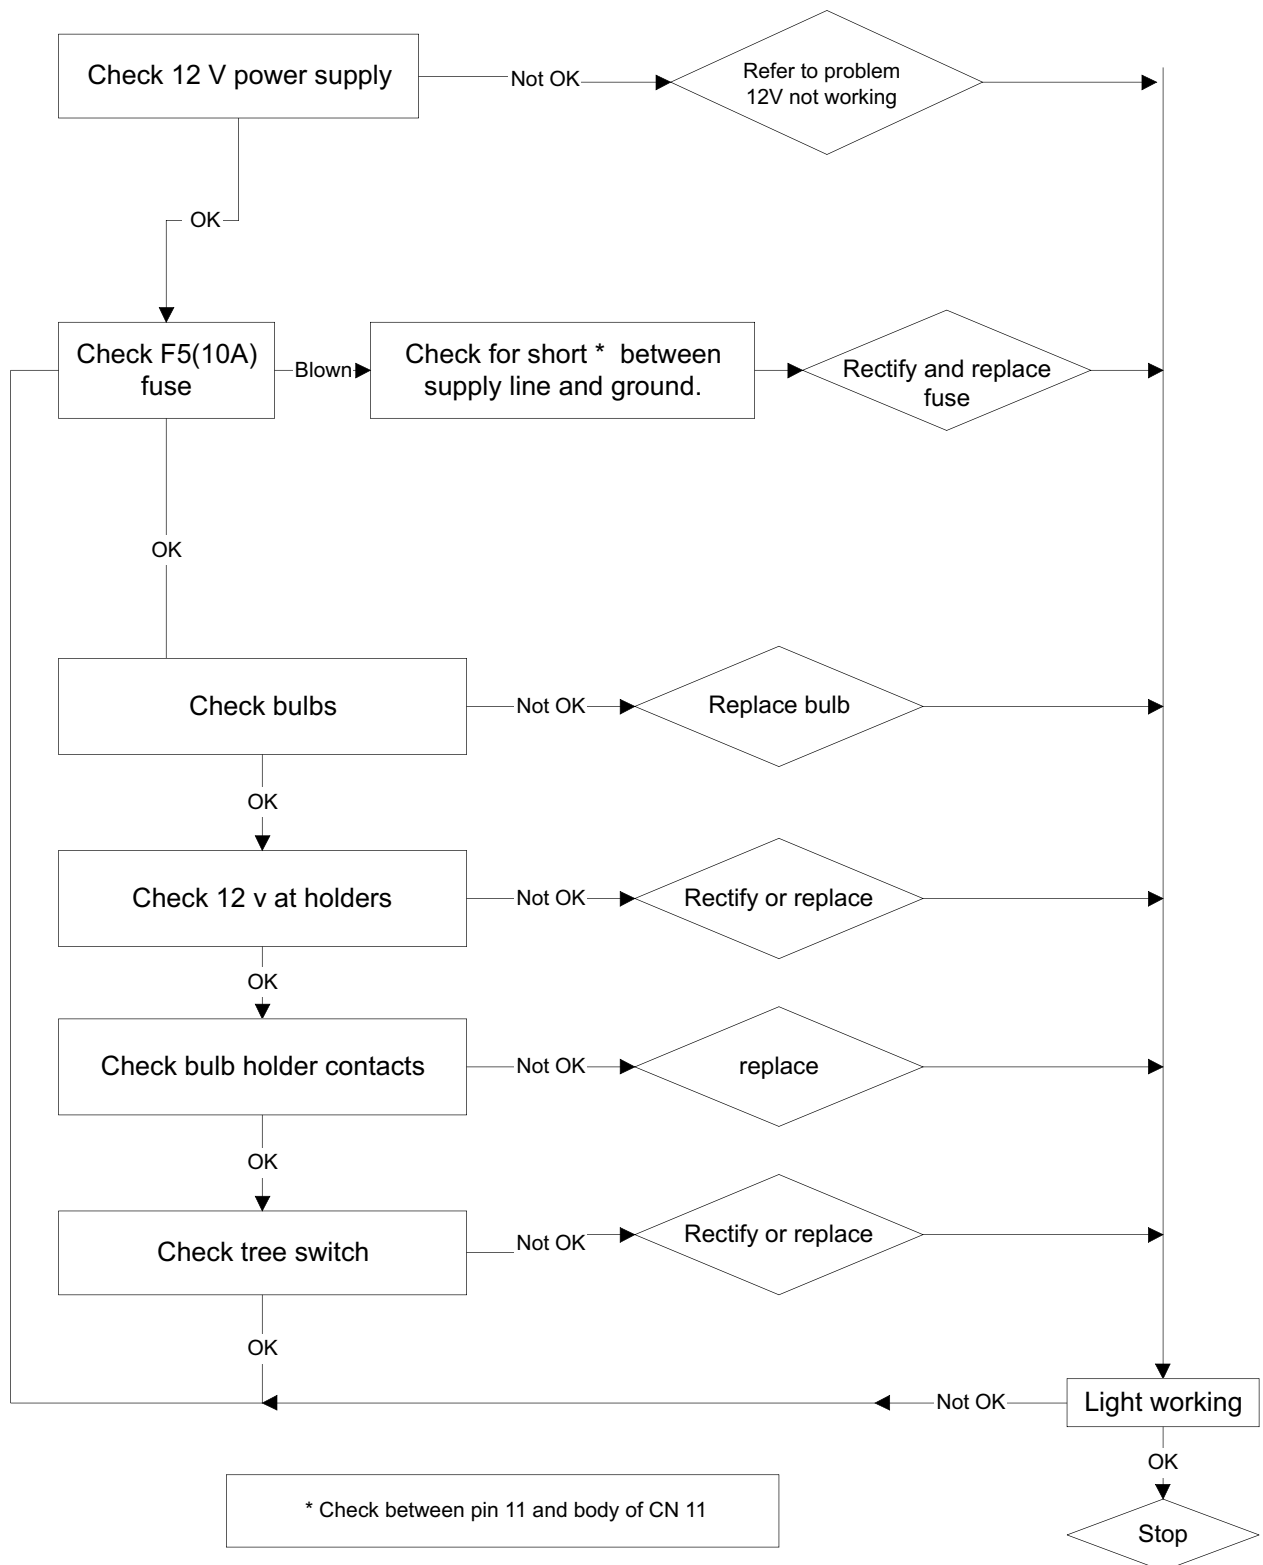 Check 12 V power supply
Not OK
Refer to problem
12V not working
OK
Check F5(10A)
fuse
Blown
Check for short * between
supply line and ground.
Rectify and replace
fuse
OK
Check bulbs
Not OK
Replace bulb
OK
Check 12 v at holders
Not OK
Rectify or replace
OK
Check bulb holder contacts
Not OK
replace
OK
Check tree switch
Not OK
Rectify or replace
OK
Not OK
Light working
OK
* Check between pin 11 and body of CN 11
Stop